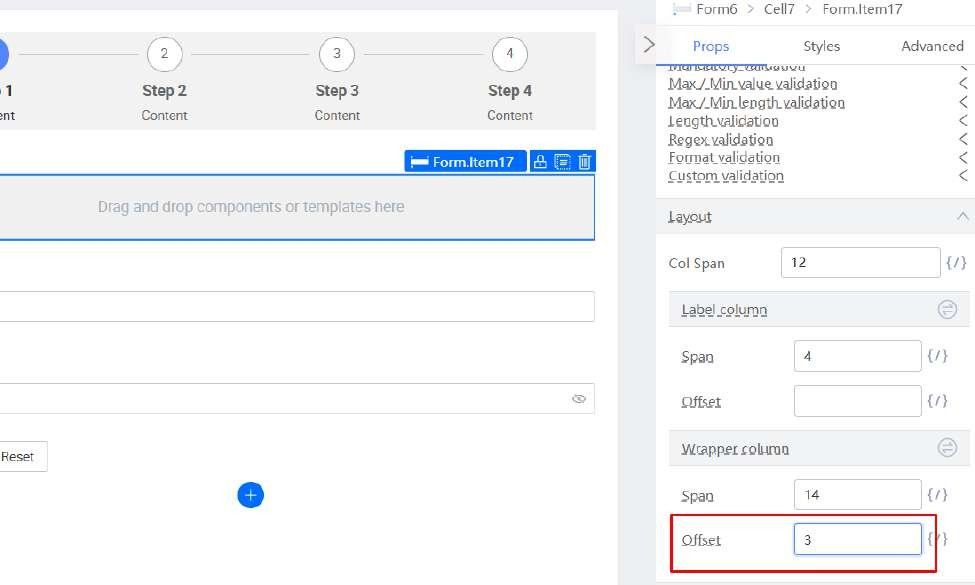 Form6 > Cell7 > Form.Item17
Props Styles Advanced
2 3 4
1 Step 2 Step 3 Step 4
Content Content Content
Form.Item17
Drag and drop components or templates here
Reset
Mandatory validation
Max / Min value validation
Max / Min length validation
Length validation
Regex validation
Format validation
Custom validation
Layout
Col Span 12 {/}
Label column
Span 4 {/}
Offset {/}
Wrapper column
Span 14 {/}
Offset 3 {/}